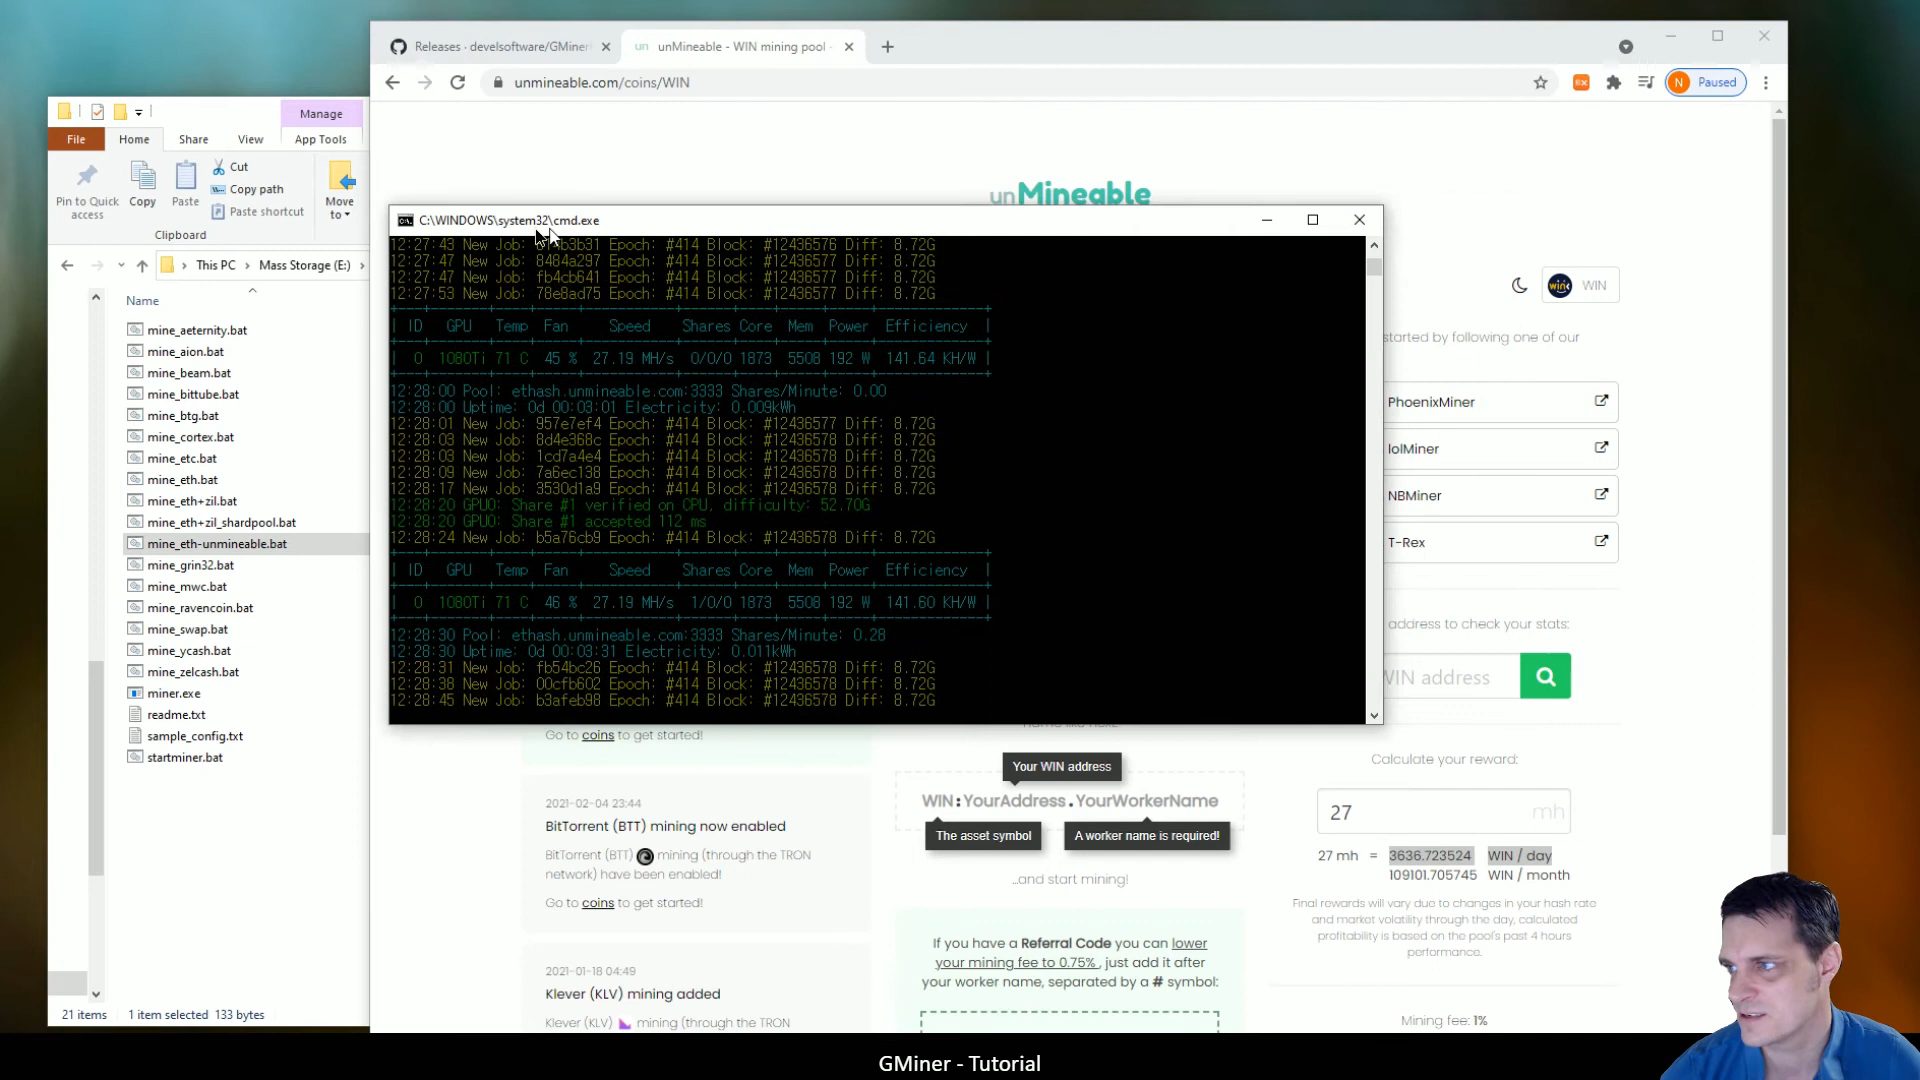 Releases · develsoftware/GMiner
un unMineable - WIN mining pool -
unmineable.com/coins/WIN
Paused
N
Manage
File Home Share View App Tools
Pin to Quick access
Copy
Paste
Cut
Copy path
Paste shortcut
Move to
Clipboard
This PC Mass Storage (E:)
Name
mine_aeternity.bat
mine_aion.bat
mine_beam.bat
mine_bittube.bat
mine_btg.bat
mine_cortex.bat
mine_etc.bat
mine_eth.bat
mine_eth+zil.bat
mine_eth+zil_shardpool.bat
mine_eth-unmineable.bat
mine_grin32.bat
mine_mwc.bat
mine_ravencoin.bat
mine_swap.bat
mine_ycash.bat
mine_zelcash.bat
miner.exe
readme.txt
sample_config.txt
startminer.bat
21 items 1 item selected 133 bytes
unMineable
C:\WINDOWS\system32\cmd.exe
12:27:43 New Job: Epoch: #414 Block: #12436576 Diff: 8.72G
12:27:47 New Job: 8484a297 Epoch: #414 Block: #12436577 Diff: 8.72G
12:27:47 New Job: fb4cb641 Epoch: #414 Block: #12436577 Diff: 8.72G
12:27:53 New Job: 78e8ad75 Epoch: #414 Block: #12436577 Diff: 8.72G
| ID GPU Temp Fan Speed Shares Core Mem Power Efficiency |
| 0 1080Ti 71 C 45 % 27.19 MH/s 0/0/0 1873 5508 192 W 141.64 KH/W |
12:28:00 Pool: ethash.unmineable.com:3333 Shares/Minute: 0.00
12:28:00 Uptime: 0d 00:03:01 Electricity: 0.009kWh
12:28:01 New Job: 957e7ef4 Epoch: #414 Block: #12436577 Diff: 8.72G
12:28:03 New Job: 8d4e368c Epoch: #414 Block: #12436578 Diff: 8.72G
12:28:03 New Job: 1cd7a4e4 Epoch: #414 Block: #12436578 Diff: 8.72G
12:28:09 New Job: 7a6ec138 Epoch: #414 Block: #12436578 Diff: 8.72G
12:28:17 New Job: 3530d1a9 Epoch: #414 Block: #12436578 Diff: 8.72G
12:28:20 GPU0: Share #1 verified on CPU, difficulty: 52.70G
12:28:20 GPU0: Share #1 accepted 112 ms
12:28:24 New Job: b5a76cb9 Epoch: #414 Block: #12436578 Diff: 8.72G
| ID GPU Temp Fan Speed Shares Core Mem Power Efficiency |
| 0 1080Ti 71 C 46 % 27.19 MH/s 1/0/0 1873 5508 192 W 141.60 KH/W |
12:28:30 Pool: ethash.unmineable.com:3333 Shares/Minute: 0.28
12:28:30 Uptime: 0d 00:03:31 Electricity: 0.011kWh
12:28:31 New Job: fb54bc26 Epoch: #414 Block: #12436578 Diff: 8.72G
12:28:38 New Job: 00cfb602 Epoch: #414 Block: #12436578 Diff: 8.72G
12:28:45 New Job: b3afeb98 Epoch: #414 Block: #12436578 Diff: 8.72G
WIN
started by following one of our
PhoenixMiner
lolMiner
NBMiner
T-Rex
address to check your stats:
WIN address
Go to coins to get started!
2021-02-04 23:44
BitTorrent (BTT) mining now enabled
BitTorrent (BTT) mining (through the TRON
network) have been enabled!
Go to coins to get started!
2021-01-18 04:49
Klever (KLV) mining added
Klever (KLV) mining (through the TRON
Your WIN address
WIN:YourAddress.YourWorkerName
The asset symbol
A worker name is required!
...and start mining!
If you have a Referral Code you can lower
your mining fee to 0.75% , just add it after
your worker name, separated by a # symbol:
Calculate your reward:
27 mh
27 mh = 3636.723524 WIN / day
109101.705745 WIN / month
Final rewards will vary due to changes in your hash rate
and market volatility through the day, calculated
profitability is based on the pool's past 4 hours
performance.
Mining fee: 1%
GMiner - Tutorial